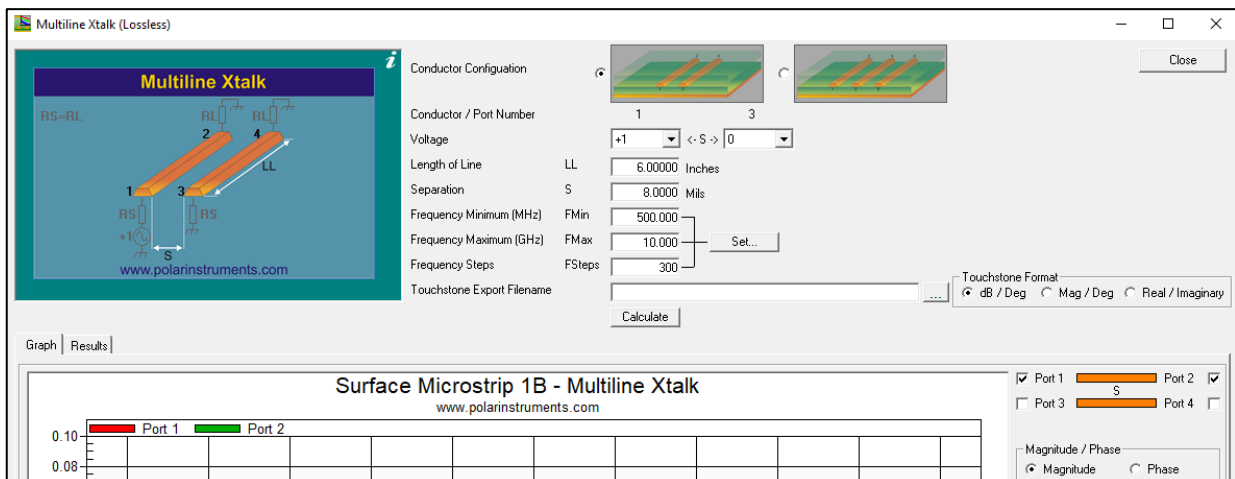 Multiline Xtalk (Lossless)
i
Multiline Xtalk
RS=RL
RL RL
2 4
LL
1 3
RS RS
+1
S
www.polarinstruments.com
Conductor Configuation
Close
Conductor / Port Number 1 3
Voltage +1 <- S -> 0
Length of Line LL 6.00000 Inches
Separation S 8.0000 Mils
Frequency Minimum (MHz) FMin 500.000
Frequency Maximum (GHz) FMax 10.000 Set...
Frequency Steps FSteps 300
Touchstone Export Filename ...
Touchstone Format
dB / Deg Mag / Deg Real / Imaginary
Calculate
Graph Results
Surface Microstrip 1B - Multiline Xtalk
www.polarinstruments.com
Port 1 Port 2
0.10
0.08
Port 1 Port 2
S
Port 3 Port 4
Magnitude / Phase
Magnitude Phase